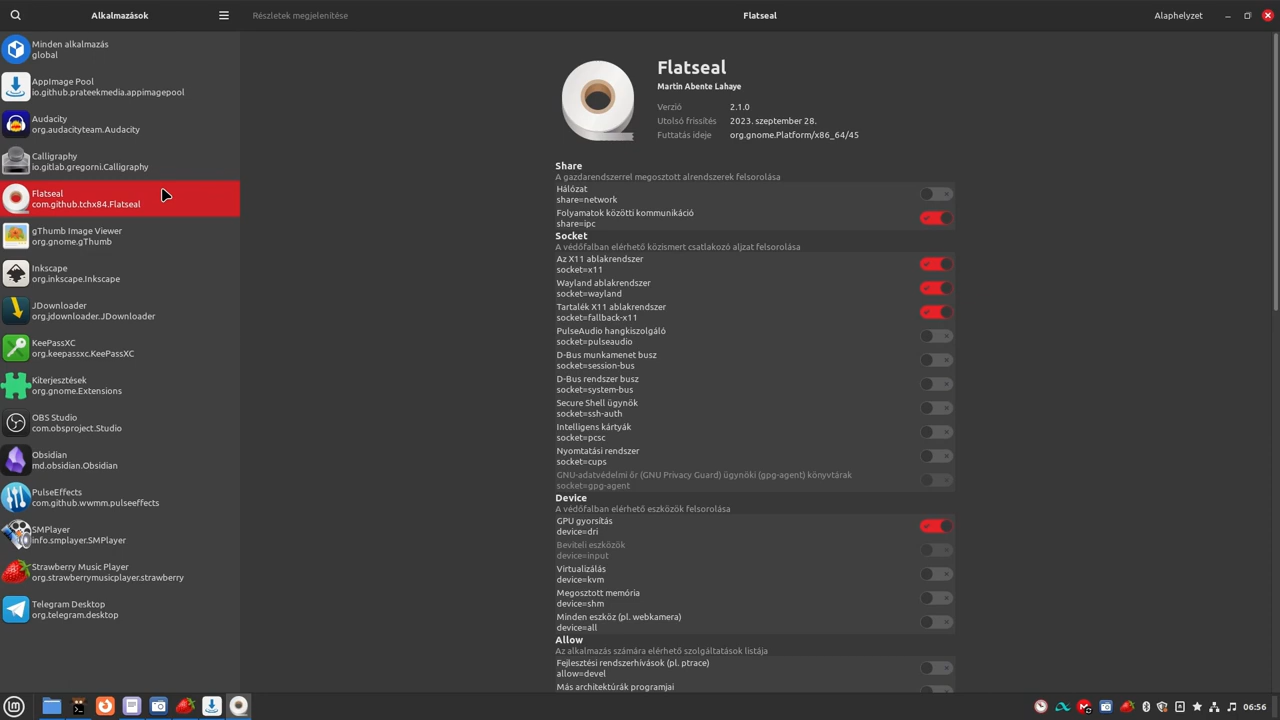 Alkalmazások
Részletek megjelenítése
Flatseal
Alaphelyzet
Minden alkalmazás
global
AppImage Pool
io.github.prateekmedia.appimagepool
Audacity
org.audacityteam.Audacity
Calligraphy
io.gitlab.gregorni.Calligraphy
Flatseal
com.github.tchx84.Flatseal
gThumb Image Viewer
org.gnome.gThumb
Inkscape
org.inkscape.Inkscape
JDownloader
org.jdownloader.JDownloader
KeePassXC
org.keepassxc.KeePassXC
Kiterjesztések
org.gnome.Extensions
OBS Studio
com.obsproject.Studio
Obsidian
md.obsidian.Obsidian
PulseEffects
com.github.wwmm.pulseeffects
SMPlayer
info.smplayer.SMPlayer
Strawberry Music Player
org.strawberrymusicplayer.strawberry
Telegram Desktop
org.telegram.desktop
Flatseal
Martin Abente Lahaye
Verzió 2.1.0
Utolsó frissítés 2023. szeptember 28.
Futtatás ideje org.gnome.Platform/x86_64/45
Share
A gazdarendszerrel megosztott alrendszerek felsorolása
Hálózat
share=network
Folyamatok közötti kommunikáció
share=ipc
Socket
A védőfalban elérhető közismert csatlakozó aljzat felsorolása
Az X11 ablakrendszer
socket=x11
Wayland ablakrendszer
socket=wayland
Tartalék X11 ablakrendszer
socket=fallback-x11
PulseAudio hangkiszolgáló
socket=pulseaudio
D-Bus munkamenet busz
socket=session-bus
D-Bus rendszer busz
socket=system-bus
Secure Shell ügynök
socket=ssh-auth
Intelligens kártyák
socket=pcsc
Nyomtatási rendszer
socket=cups
GNU-adatvédelmi őr (GNU Privacy Guard) ügynöki (gpg-agent) könyvtárak
socket=gpg-agent
Device
A védőfalban elérhető eszközök felsorolása
GPU gyorsítás
device=dri
Beviteli eszközök
device=input
Virtualizálás
device=kvm
Megosztott memória
device=shm
Minden eszköz (pl. webkamera)
device=all
Allow
Az alkalmazás számára elérhető szolgáltatások listája
Fejlesztési rendszerhívások (pl. ptrace)
allow=devel
Más architektúrák programjai
06:56